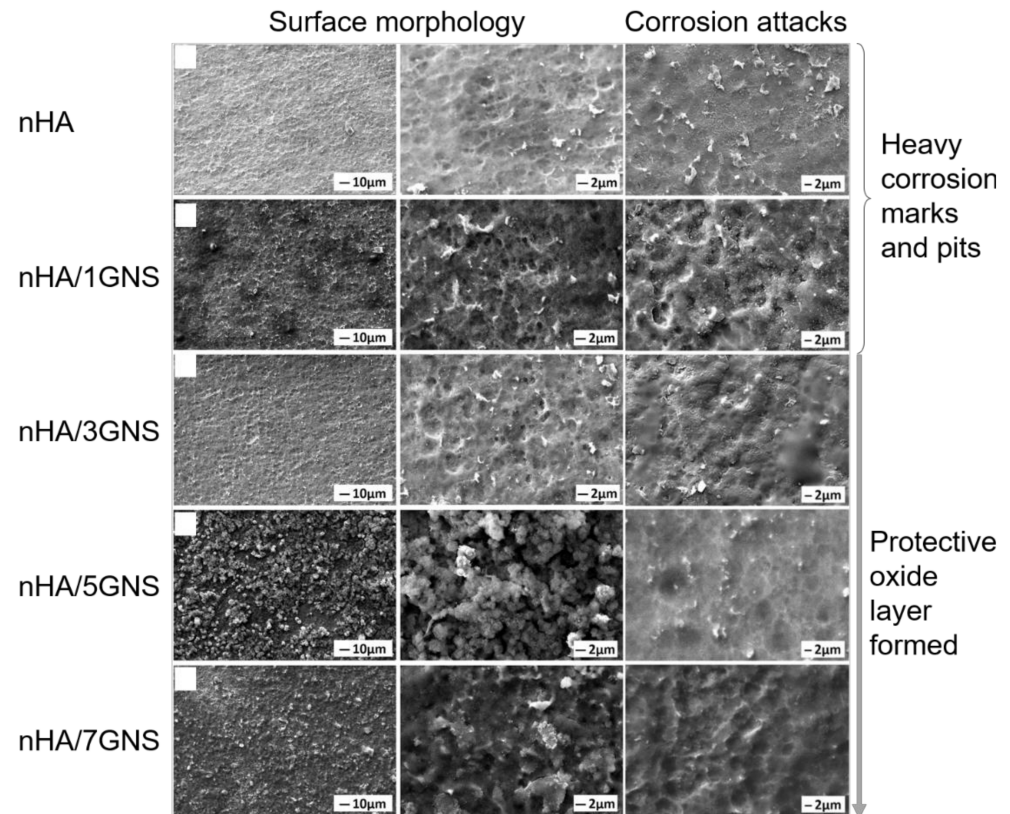 Surface morphology
Corrosion attacks
nHA
10µm
2µm
2µm
Heavy
corrosion
marks
and pits
nHA/1GNS
10µm
2µm
2µm
nHA/3GNS
10µm
2µm
2µm
nHA/5GNS
10µm
2µm
2µm
Protective
oxide
layer
formed
nHA/7GNS
10µm
2µm
2µm